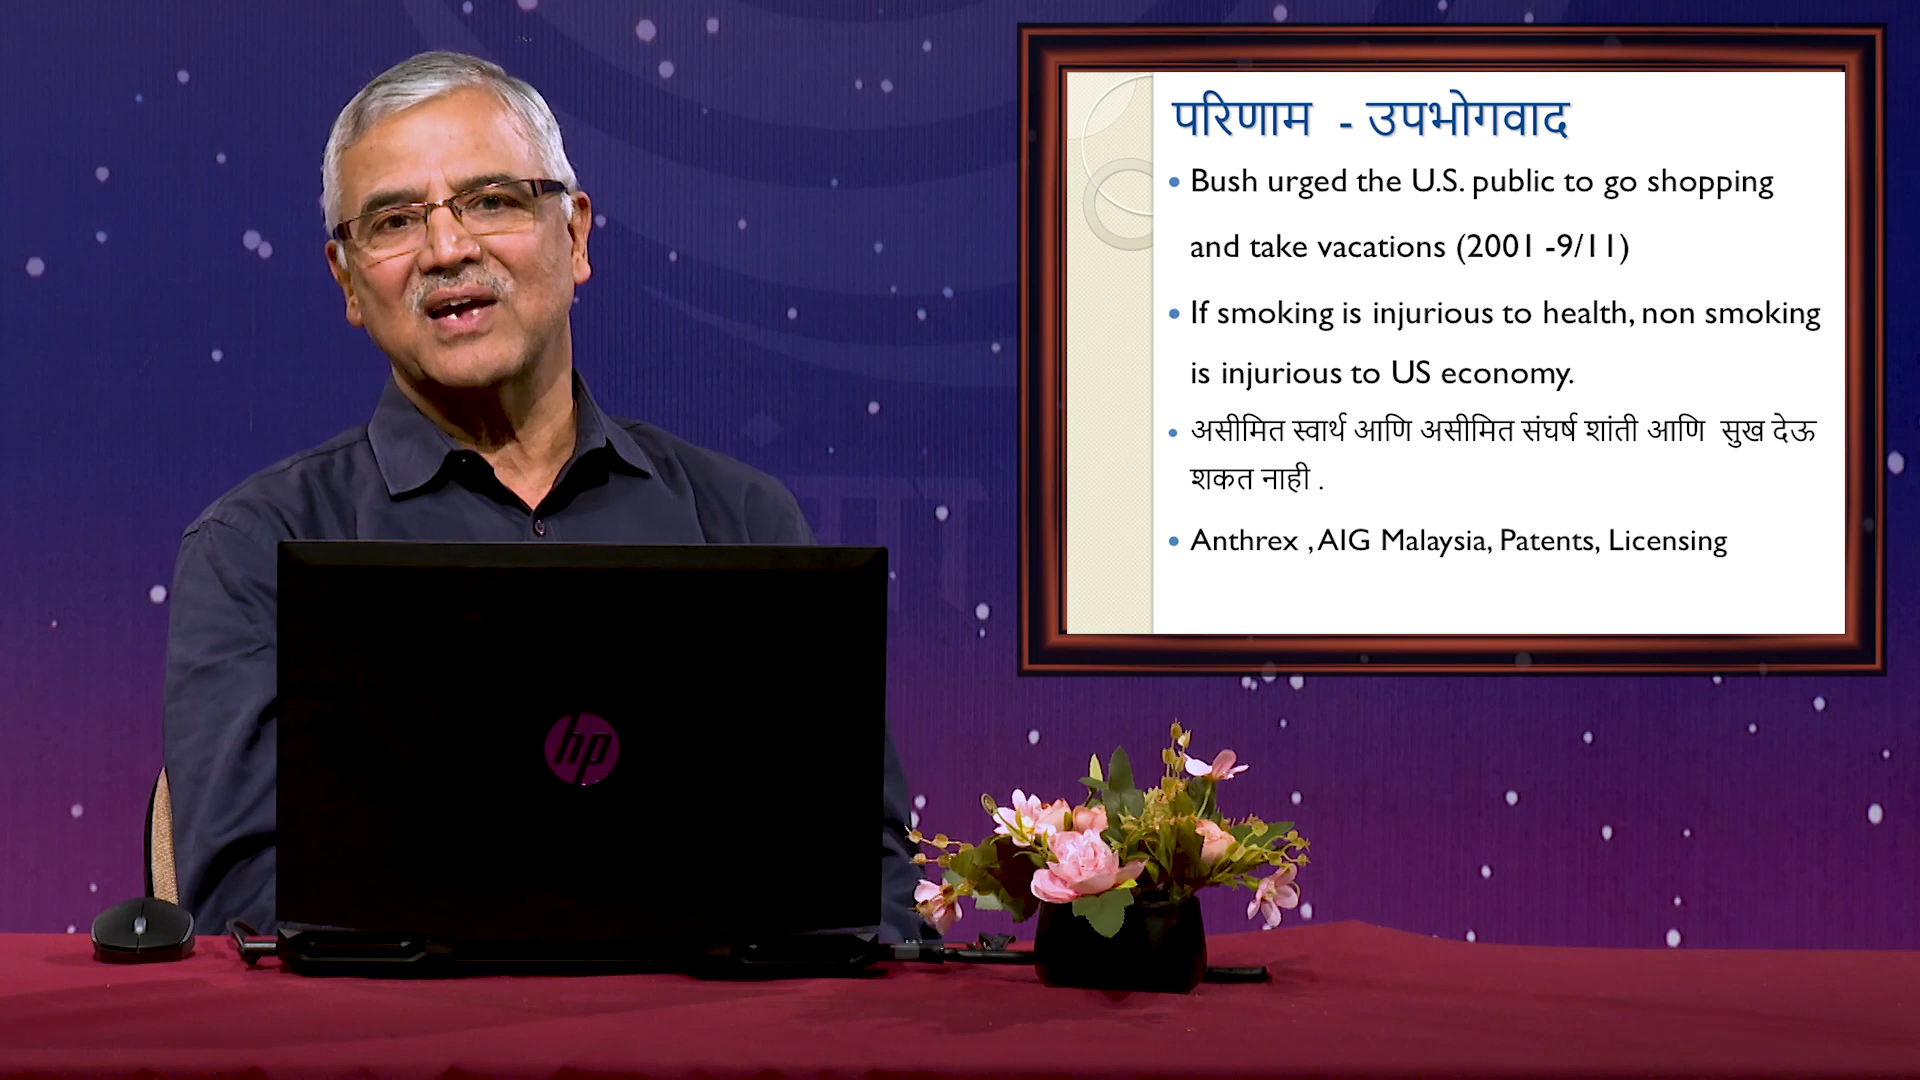 परिणाम - उपभोगवाद
• Bush urged the U.S. public to go shopping
and take vacations (2001 -9/11)
• If smoking is injurious to health, non smoking
is injurious to US economy.
• असीमित स्वार्थ आणि असीमित संघर्ष शांती आणि सुख देऊ
शकत नाही .
• Anthrex , AIG Malaysia, Patents, Licensing
hp